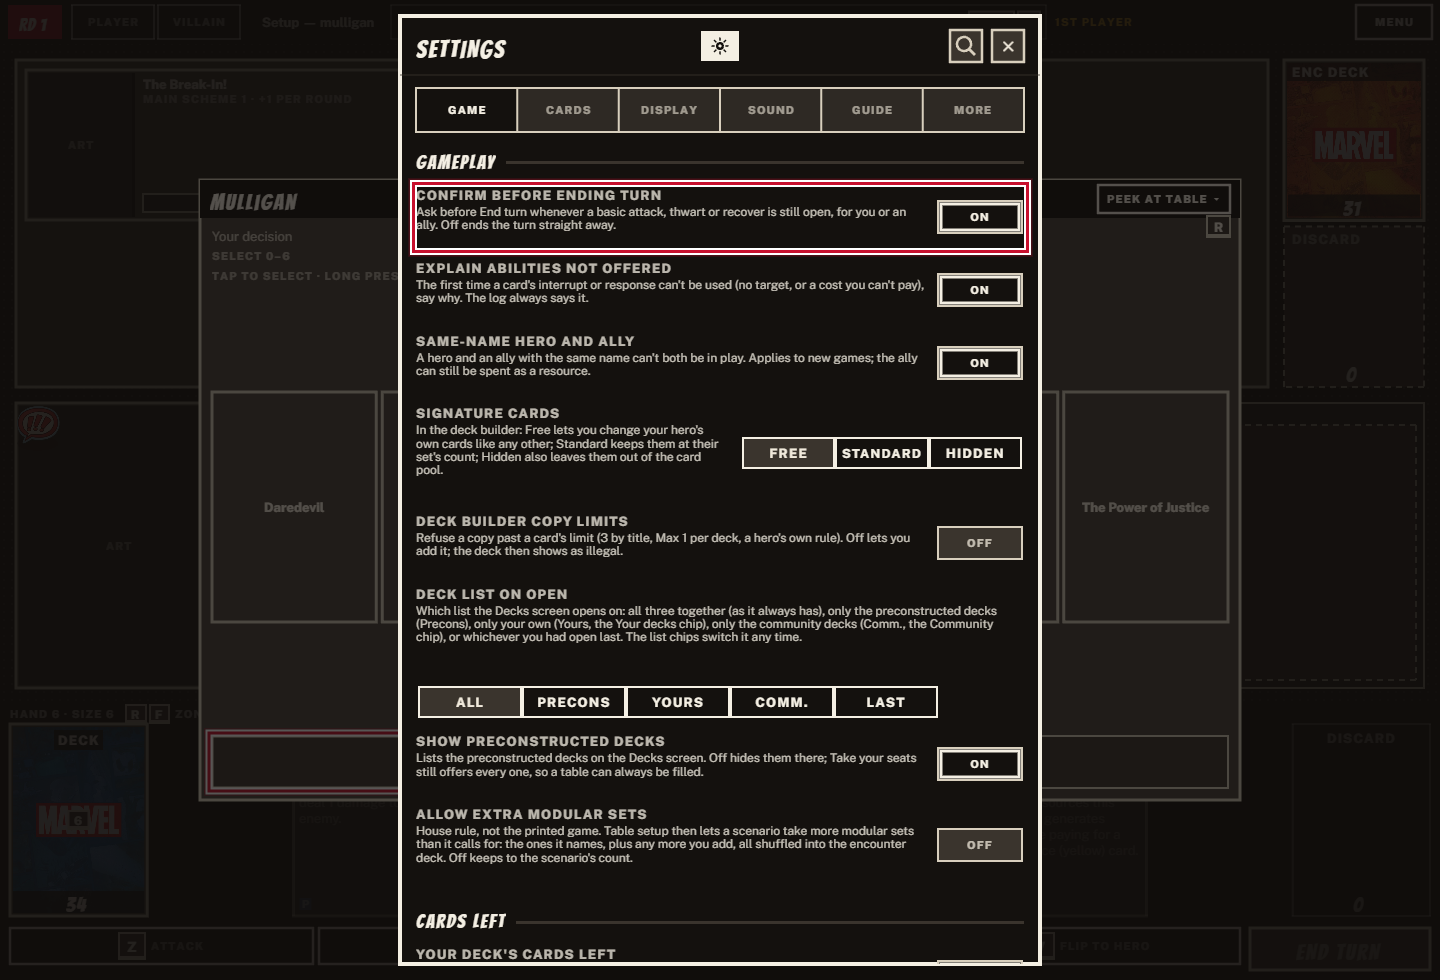 RD 1
PLAYER
VILLAIN
Setup — mulligan
1ST PLAYER
MENU
SETTINGS
GAME
CARDS
DISPLAY
SOUND
GUIDE
MORE
The Break-In!
MAIN SCHEME 1 · +1 PER ROUND
ART
ENC DECK
MARVEL
31
DISCARD
0
MULLIGAN
PEEK AT TABLE
R
Your decision
SELECT 0–6
TAP TO SELECT · LONG PRES
GAMEPLAY
CONFIRM BEFORE ENDING TURN
Ask before End turn whenever a basic attack, thwart or recover is still open, for you or an
ally. Off ends the turn straight away.
ON
EXPLAIN ABILITIES NOT OFFERED
The first time a card's interrupt or response can't be used (no target, or a cost you can't pay),
say why. The log always says it.
ON
SAME-NAME HERO AND ALLY
A hero and an ally with the same name can't both be in play. Applies to new games; the ally
can still be spent as a resource.
ON
SIGNATURE CARDS
In the deck builder: Free lets you change your hero's
own cards like any other; Standard keeps them at their
set's count; Hidden also leaves them out of the card
pool.
FREE
STANDARD
HIDDEN
Daredevil
The Power of Justice
ART
DECK BUILDER COPY LIMITS
Refuse a copy past a card's limit (3 by title, Max 1 per deck, a hero's own rule). Off lets you
add it; the deck then shows as illegal.
OFF
DECK LIST ON OPEN
Which list the Decks screen opens on: all three together (as it always has), only the preconstructed decks
(Precons), only your own (Yours, the Your decks chip), only the community decks (Comm., the Community
chip), or whichever you had open last. The list chips switch it any time.
ALL
PRECONS
YOURS
COMM.
LAST
SHOW PRECONSTRUCTED DECKS
Lists the preconstructed decks on the Decks screen. Off hides them there; Take your seats
still offers every one, so a table can always be filled.
ON
ALLOW EXTRA MODULAR SETS
House rule, not the printed game. Table setup then lets a scenario take more modular sets
than it calls for: the ones it names, plus any more you add, all shuffled into the encounter
deck. Off keeps to the scenario's count.
OFF
CARDS LEFT
YOUR DECK'S CARDS LEFT
HAND 6 · SIZE 6
R
F
ZON
DECK
MARVEL
6
34
DISCARD
0
Z
ATTACK
FLIP TO HERO
END TURN